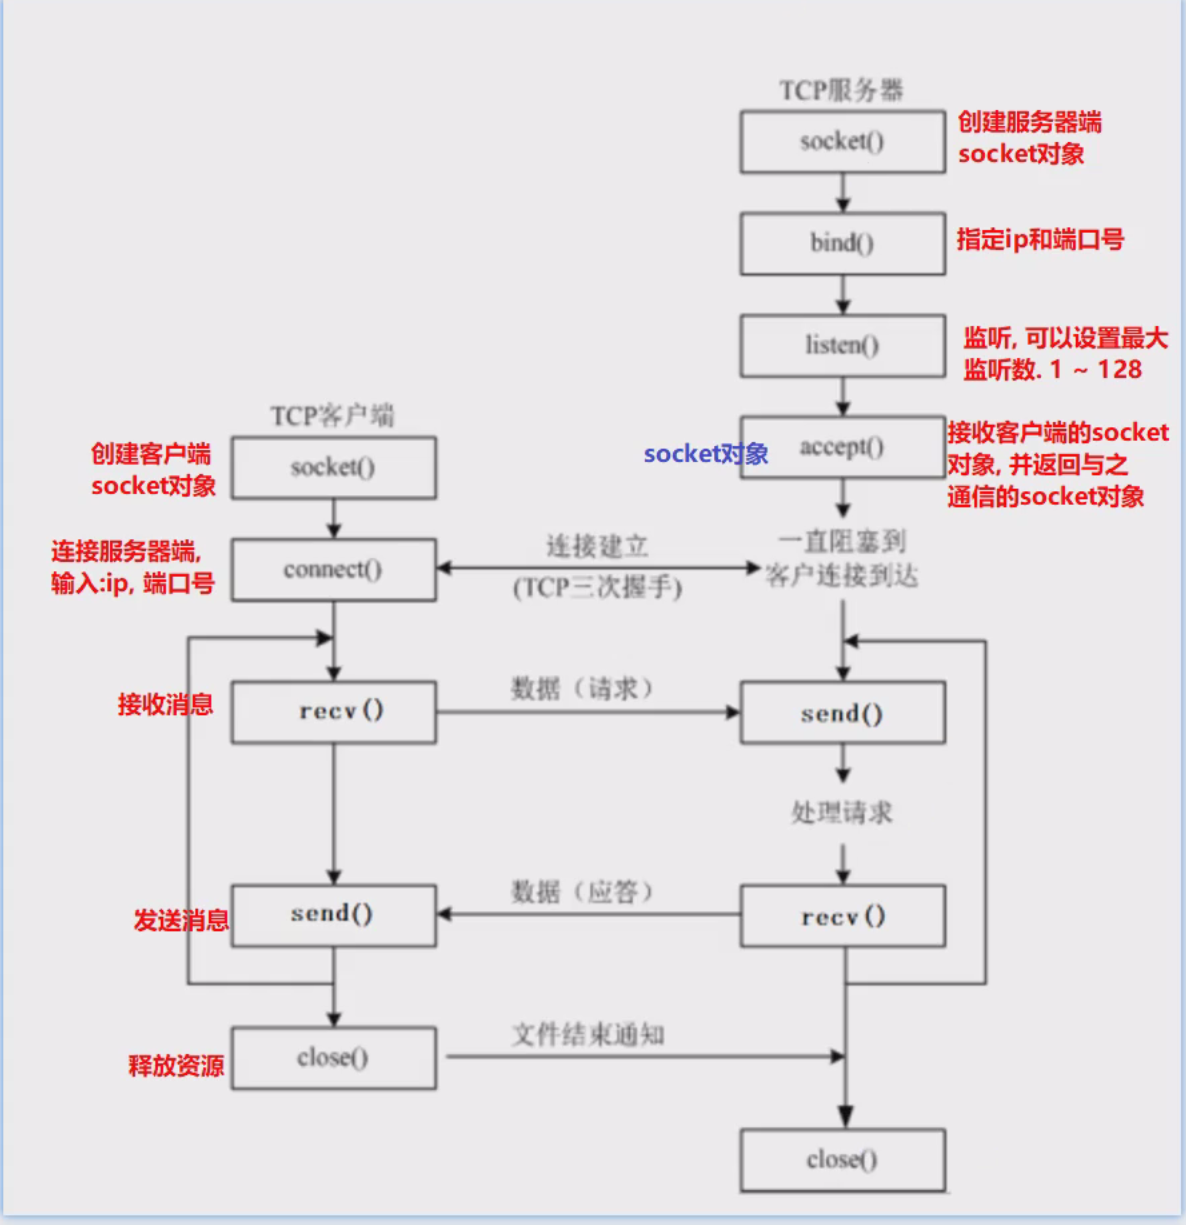 TCP服务器
socket()
创建服务器端
socket对象
bind()
指定ip和端口号
listen()
监听, 可以设置最大
监听数. 1 ~ 128
TCP客户端
创建客户端
socket对象
socket()
socket对象
accept()
接收客户端的socket
对象, 并返回与之
通信的socket对象
连接服务器端,
输入:ip, 端口号
connect()
连接建立
(TCP三次握手)
一直阻塞到
客户连接到达
接收消息
recv()
数据（请求）
send()
处理请求
发送消息
send()
数据（应答）
recv()
释放资源
close()
文件结束通知
close()